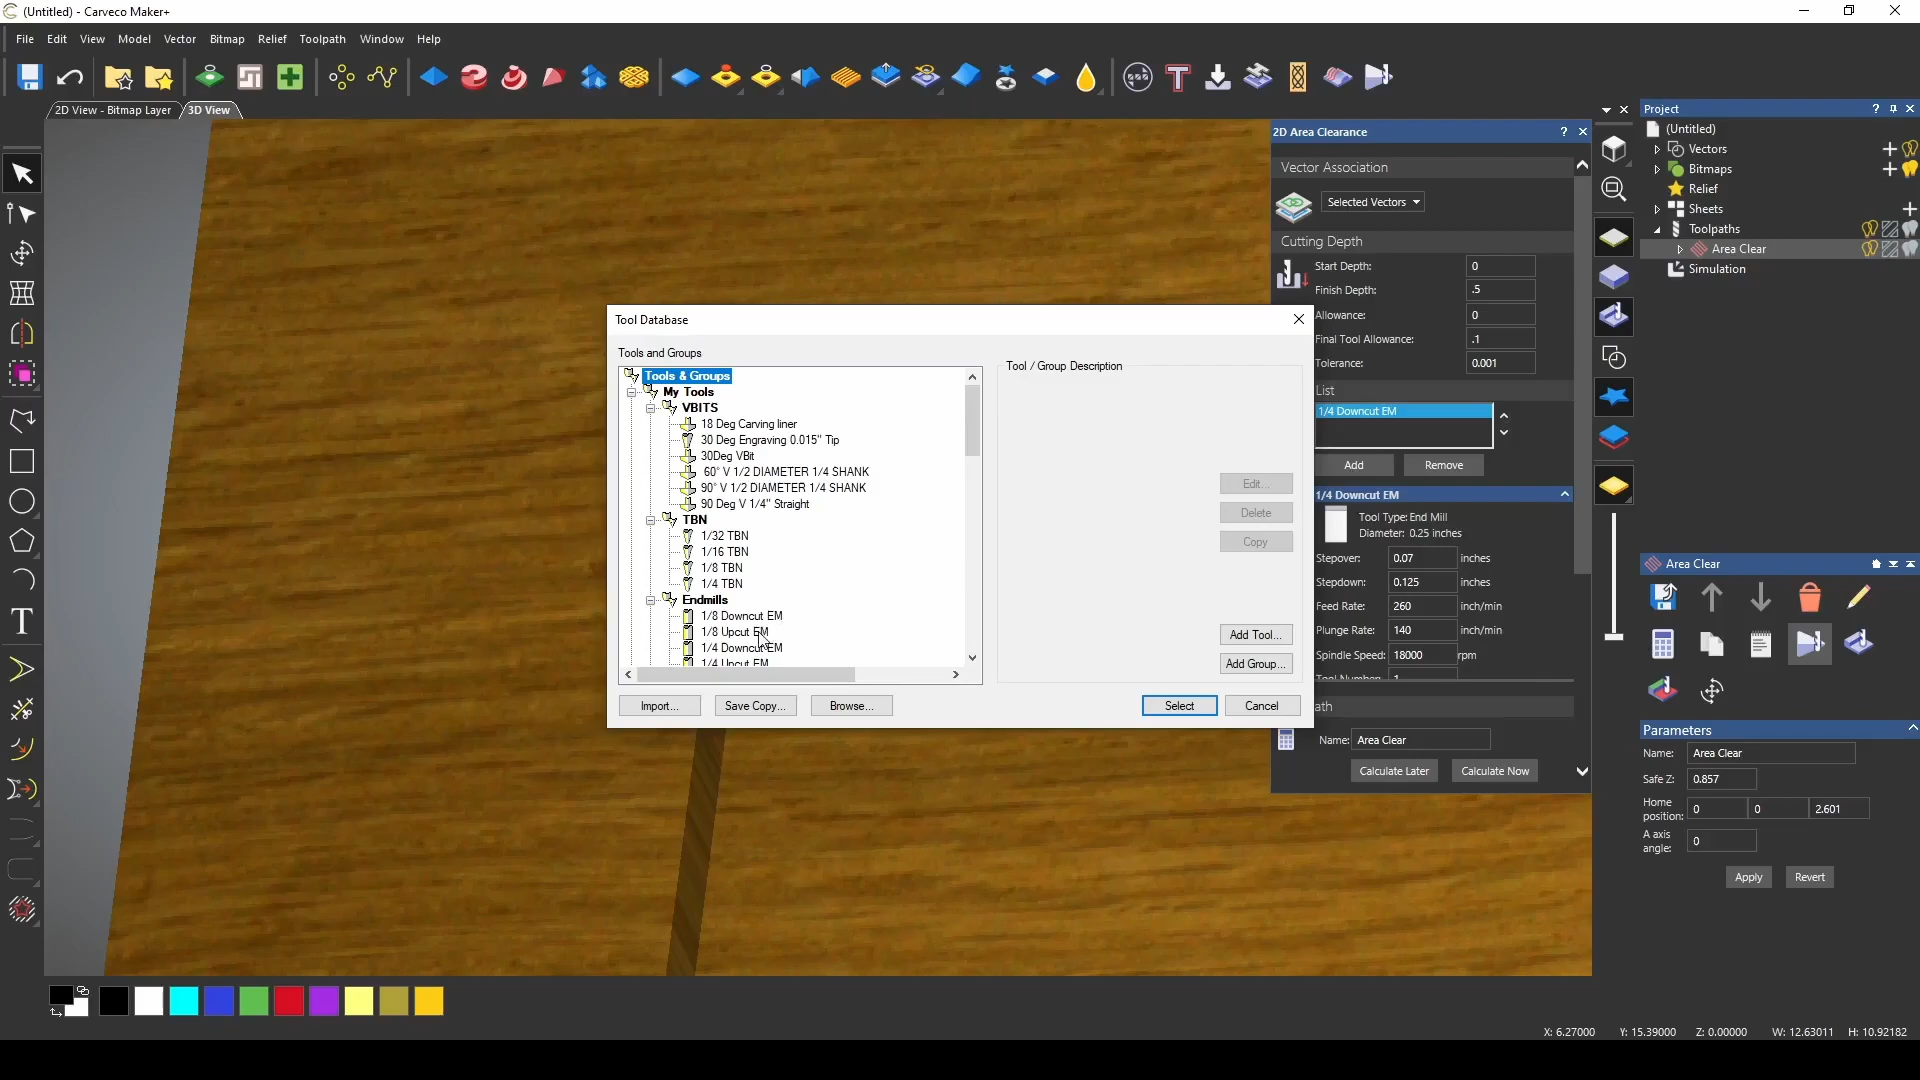 (Untitled) - Carveco Maker+
File Edit View Model Vector Bitmap Relief Toolpath Window Help
2D View - Bitmap Layer
3D View
Tool Database
Tools and Groups
Tools & Groups
My Tools
VBITS
18 Deg Carving liner
30 Deg Engraving 0.015" Tip
30Deg VBit
60° V 1/2 DIAMETER 1/4 SHANK
90° V 1/2 DIAMETER 1/4 SHANK
90 Deg V 1/4" Straight
TBN
1/32 TBN
1/16 TBN
1/8 TBN
1/4 TBN
Endmills
1/8 Downcut EM
1/8 Upcut EM
1/4 Downcut EM
1/4 Upcut EM
Import...
Save Copy...
Browse...
Tool / Group Description
Edit...
Delete
Copy
Add Tool...
Add Group...
Select
Cancel
2D Area Clearance
?
Vector Association
Selected Vectors
Cutting Depth
Start Depth: 0
Finish Depth: .5
Allowance: 0
Final Tool Allowance: .1
Tolerance: 0.001
List
1/4 Downcut EM
Add
Remove
1/4 Downcut EM
Tool Type: End Mill
Diameter: 0.25 inches
Stepover: 0.07 inches
Stepdown: 0.125 inches
Feed Rate: 260 inch/min
Plunge Rate: 140 inch/min
Spindle Speed: 18000 rpm
Tool Number: 1
ath
Name: Area Clear
Calculate Later
Calculate Now
Project
?
(Untitled)
Vectors
Bitmaps
Relief
Sheets
Toolpaths
Area Clear
Simulation
Area Clear
Parameters
Name: Area Clear
Safe Z: 0.857
Home position: 0 0 2.601
A axis angle: 0
Apply
Revert
X: 6.27000 Y: 15.39000 Z: 0.00000 W: 12.63011 H: 10.92182